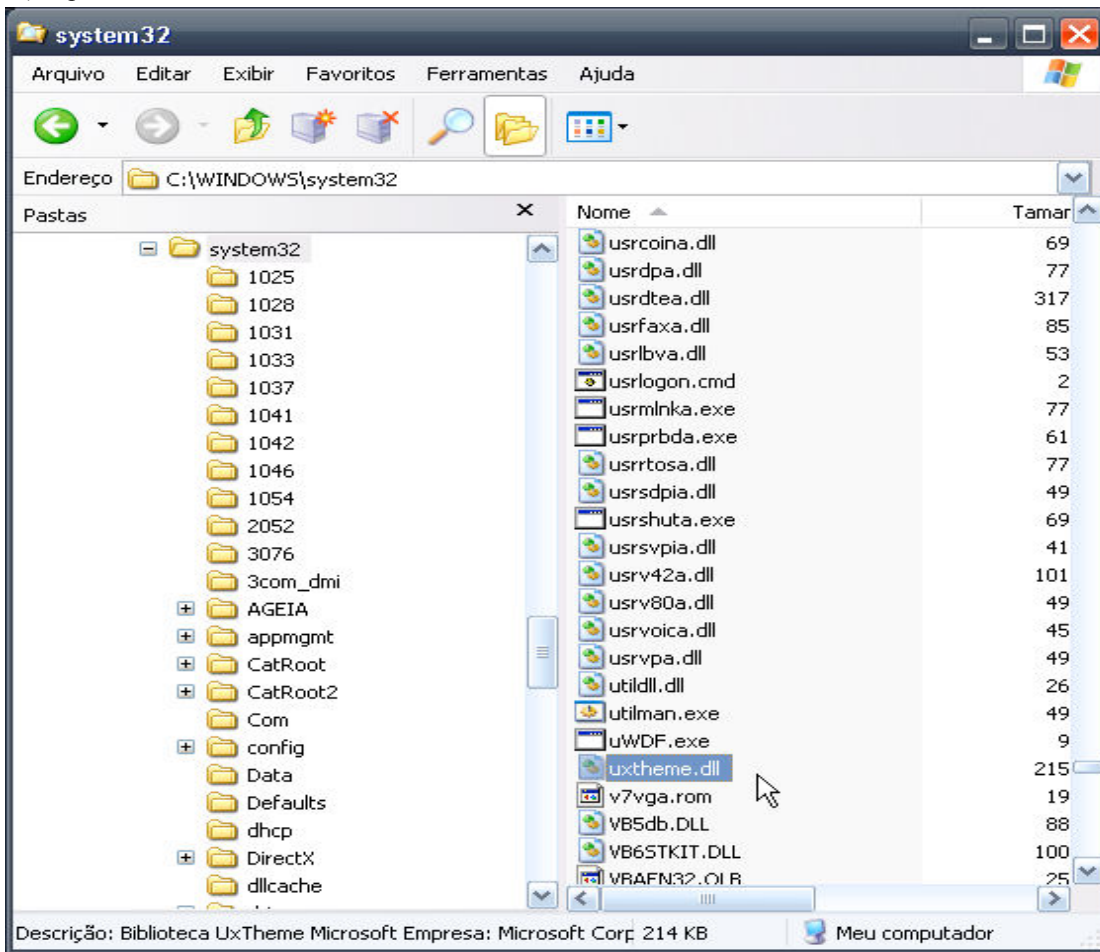 system32
Arquivo Editar Exibir Favoritos Ferramentas Ajuda
Endereço C:\WINDOWS\system32
Pastas
system32
1025
1028
1031
1033
1037
1041
1042
1046
1054
2052
3076
3com_dmi
AGEIA
appmgmt
CatRoot
CatRoot2
Com
config
Data
Defaults
dhcp
DirectX
dllcache
Nome Tamar
usrcoina.dll 69
usrdpa.dll 77
usrdtea.dll 317
usrfaxa.dll 85
usrlbva.dll 53
usrlogon.cmd 2
usrmlnka.exe 77
usrprbda.exe 61
usrrtosa.dll 77
usrsdpia.dll 49
usrshuta.exe 69
usrsvpia.dll 41
usrv42a.dll 101
usrv80a.dll 49
usrvoica.dll 45
usrvpa.dll 49
utildll.dll 26
utilman.exe 49
uWDF.exe 9
uxtheme.dll 215
v7vga.rom 19
VB5db.DLL 88
VB6STKIT.DLL 100
VBAEN32.OLB 25
Descrição: Biblioteca UxTheme Microsoft Empresa: Microsoft Corp 214 KB Meu computador